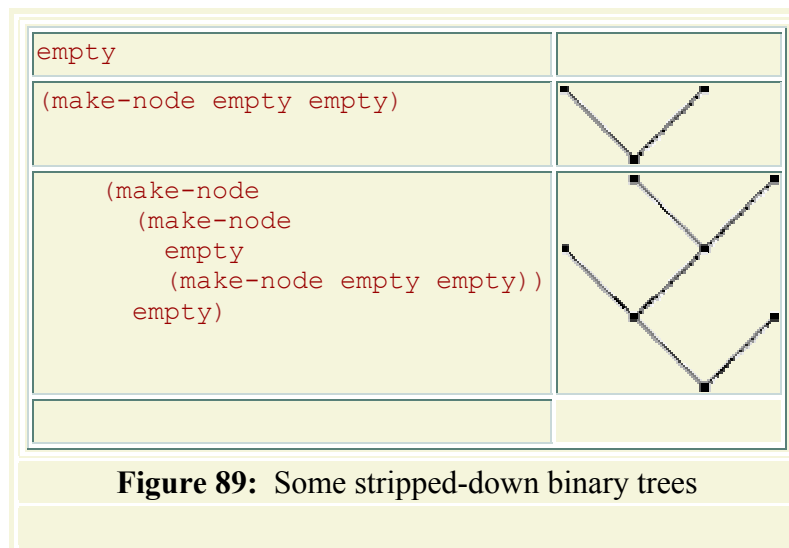 empty
(make-node empty empty)
(make-node
(make-node
empty
(make-node empty empty))
empty)
Figure 89: Some stripped-down binary trees